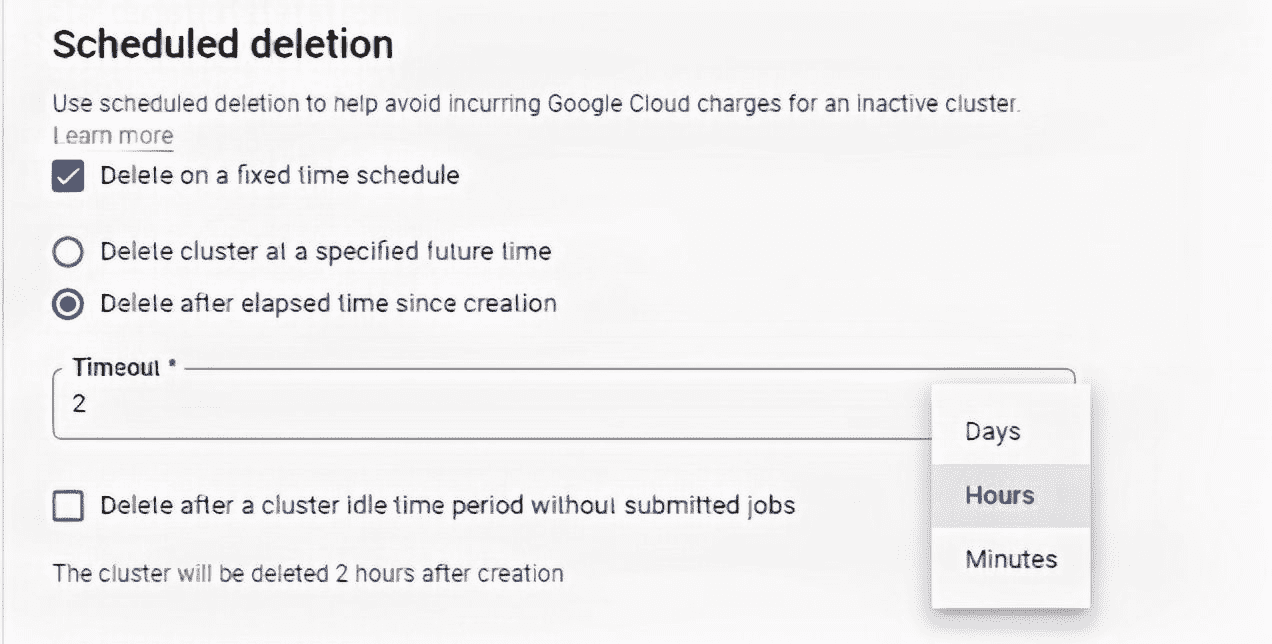 Scheduled deletion
Use scheduled deletion to help avoid incurring Google Cloud charges for an inactive cluster.
Learn more
Delete on a fixed time schedule
Delete cluster at a specified future time
Delete after elapsed time since creation
Timeout *
2
Days
Hours
Minutes
Delete after a cluster idle time period without submitted jobs
The cluster will be deleted 2 hours after creation